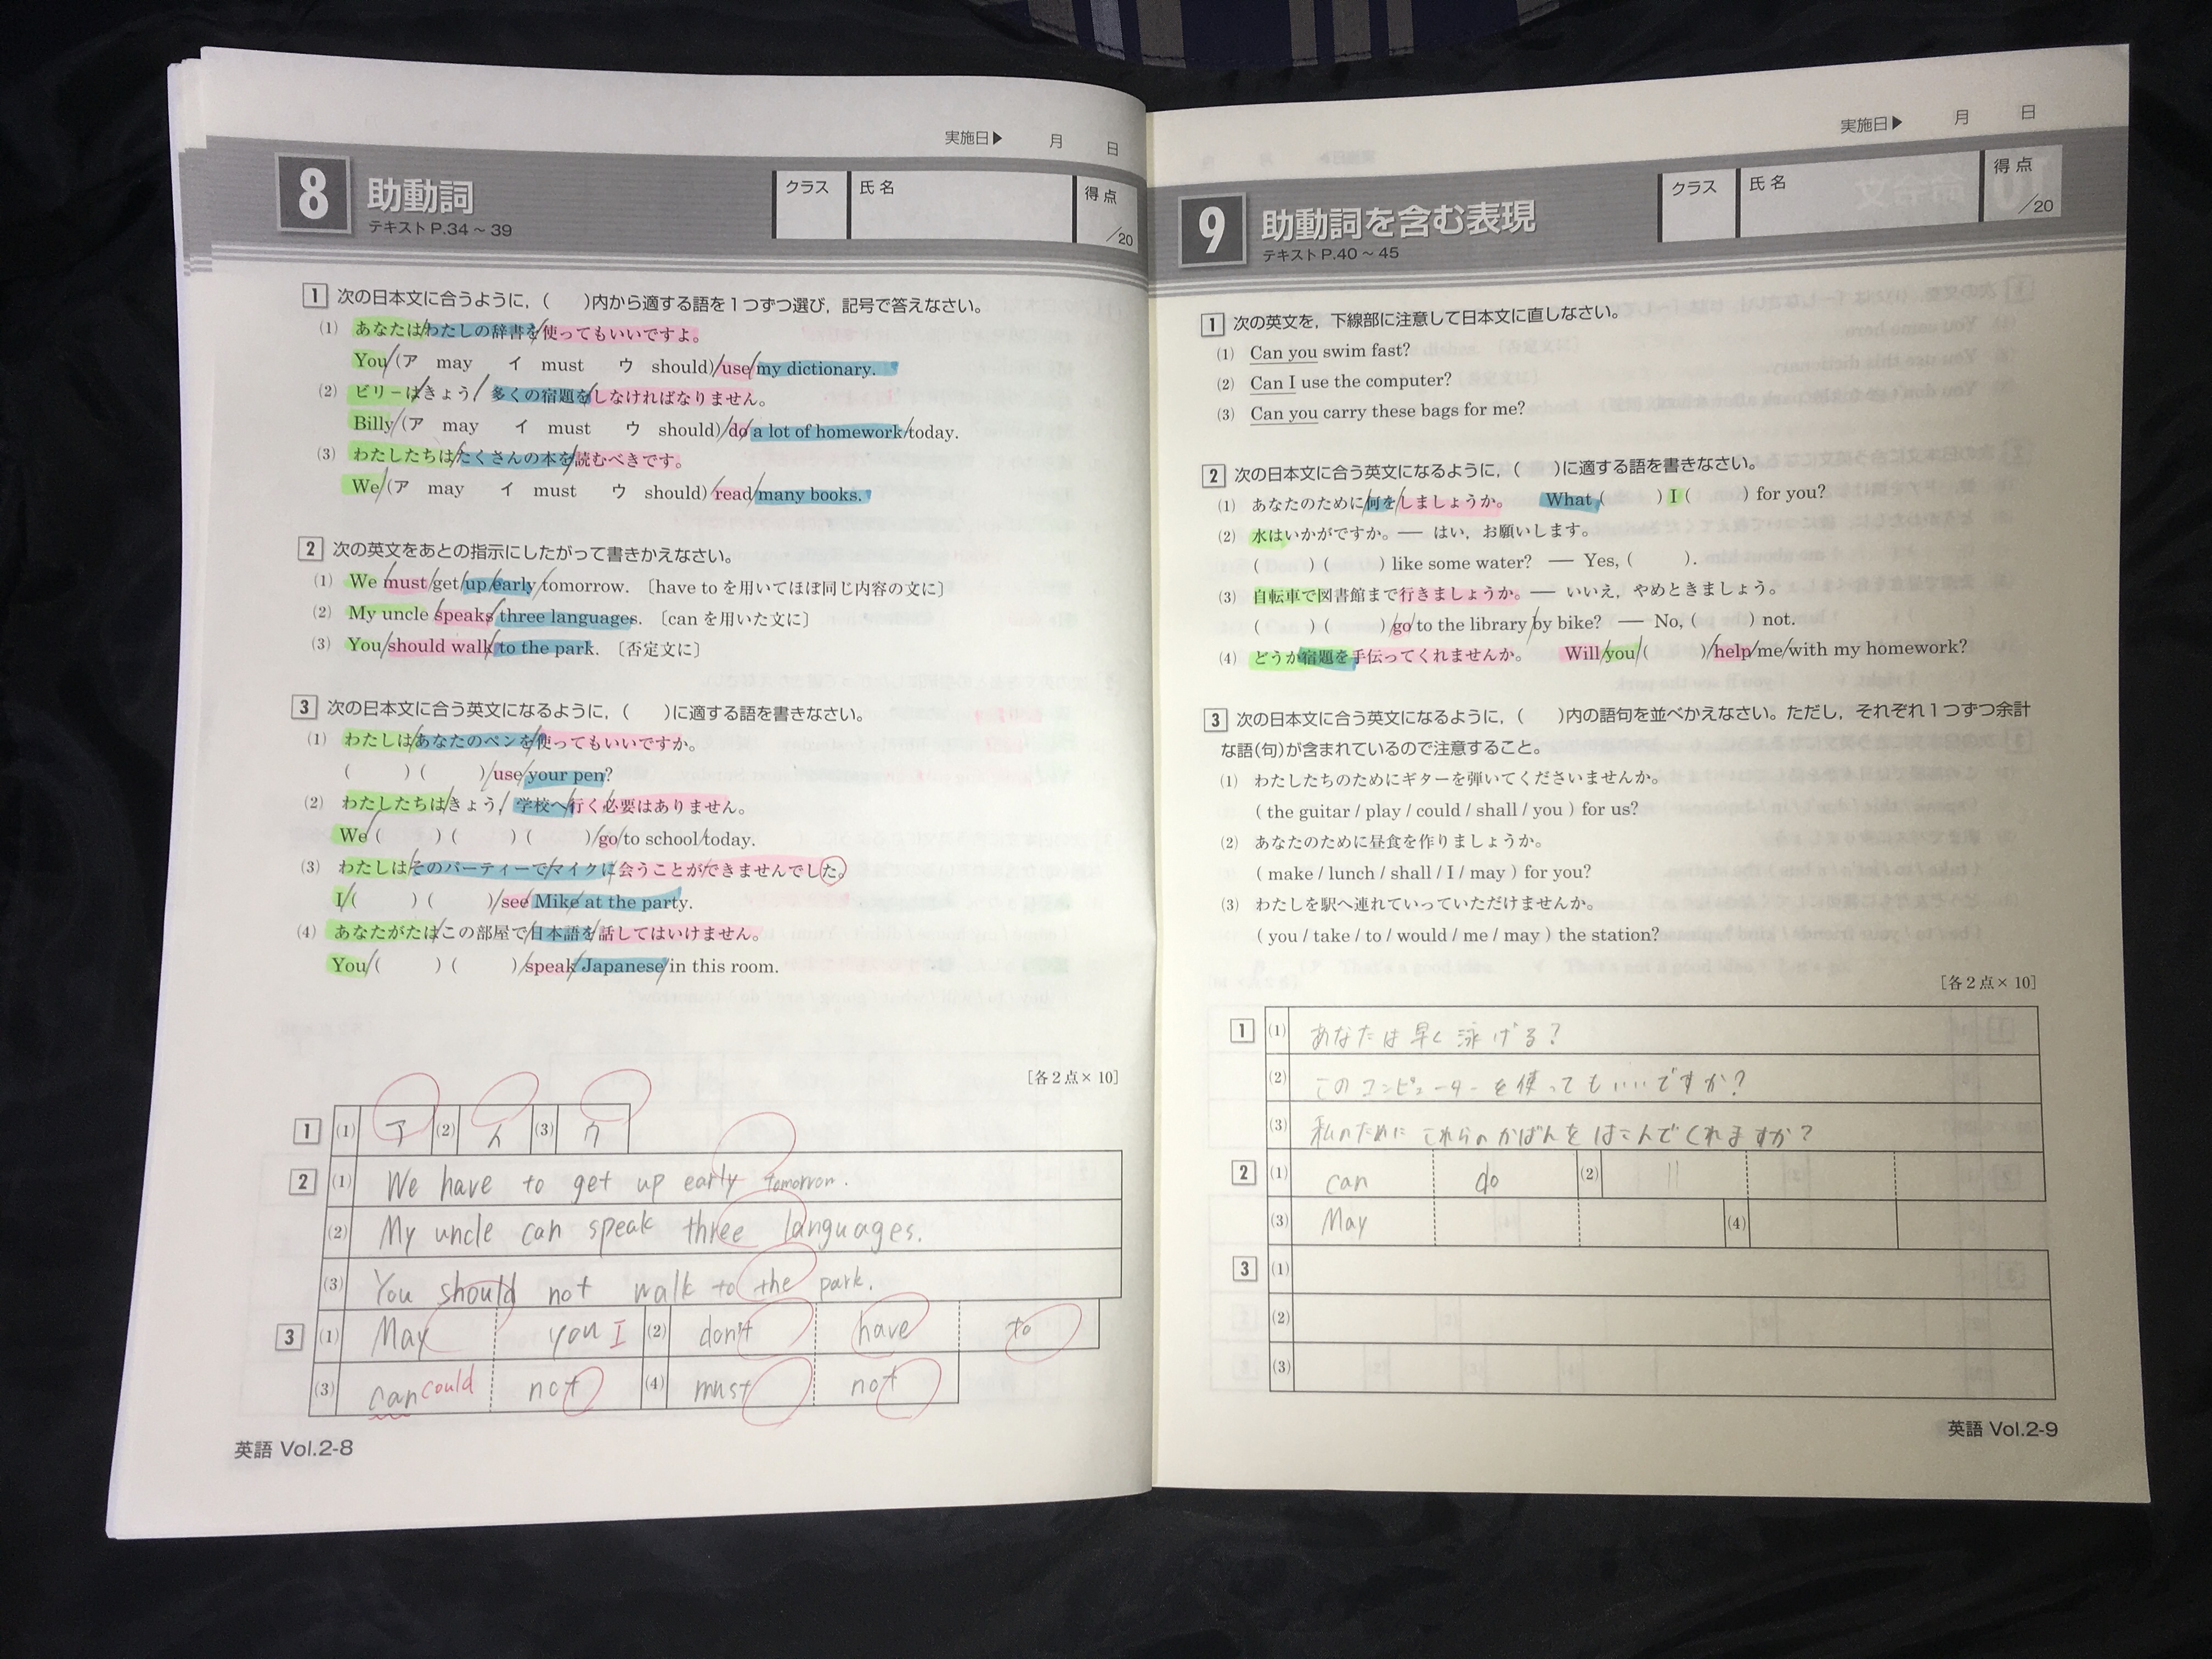 実施日▶ 月 日
8 助動詞
テキストP.34～39
クラス 氏名 得点 /20
1 次の日本文に合うように，( )内から適する語を1つずつ選び，記号で答えなさい。
(1) あなたは/わたしの辞書を/使ってもいいですよ。
You/(ア may イ must ウ should)/use/my dictionary.
(2) ビリーは/きょう/多くの宿題を/しなければなりません。
Billy/(ア may イ must ウ should)/do/a lot of homework/today.
(3) わたしたちは/たくさんの本を/読むべきです。
We/(ア may イ must ウ should)/read/many books.
2 次の英文をあとの指示にしたがって書きかえなさい。
(1) We/must/get/up/early/tomorrow. 〔have to を用いてほぼ同じ内容の文に〕
(2) My uncle/speaks/three languages. 〔can を用いた文に〕
(3) You/should walk/to the park. 〔否定文に〕
3 次の日本文に合う英文になるように，( )に適する語を書きなさい。
(1) わたしは/あなたのペンを/使ってもいいですか。
( ) ( )/use/your pen?
(2) わたしたちは/きょう/学校へ/行く/必要はありません。
We/( ) ( ) ( )/go/to school/today.
(3) わたしは/そのパーティーで/マイクに/会うことが/できませんでした。
I/( ) ( )/see/Mike/at the party.
(4) あなたがたは/この部屋で/日本語を/話してはいけません。
You/( ) ( )/speak/Japanese/in this room.
［各2点×10］
1 (1) ア (2) イ (3) ウ
2 (1) We have to get up early tomorrow.
(2) My uncle can speak three languages.
(3) You should not walk to the park.
3 (1) May you I (2) don't have to
(3) can could not (4) must not
英語 Vol.2-8
実施日▶ 月 日
9 助動詞を含む表現
テキストP.40～45
クラス 氏名 得点 /20
1 次の英文を，下線部に注意して日本文に直しなさい。
(1) Can you swim fast?
(2) Can I use the computer?
(3) Can you carry these bags for me?
2 次の日本文に合う英文になるように，( )に適する語を書きなさい。
(1) あなたのために/何を/しましょうか。 What ( ) I ( ) for you?
(2) 水はいかがですか。— はい，お願いします。
( ) ( ) like some water? — Yes, ( ).
(3) 自転車で図書館まで行きましょうか。— いいえ，やめときましょう。
( ) ( )/go/to the library/by bike? — No, ( ) not.
(4) どうか宿題を手伝ってくれませんか。 Will/you/( )/help/me/with my homework?
3 次の日本文に合う英文になるように，( )内の語句を並べかえなさい。ただし，それぞれ1つずつ余計
な語(句)が含まれているので注意すること。
(1) わたしたちのためにギターを弾いてくださいませんか。
( the guitar / play / could / shall / you ) for us?
(2) あなたのために昼食を作りましょうか。
( make / lunch / shall / I / may ) for you?
(3) わたしを駅へ連れていっていただけませんか。
( you / take / to / would / me / may ) the station?
［各2点×10］
1 (1) あなたは早く泳げる？
(2) このコンピューターを使ってもいいですか？
(3) 私のためにこれらのかばんをはこんでくれますか？
2 (1) can do (2)
(3) May (4)
3 (1)
(2)
(3)
英語 Vol.2-9